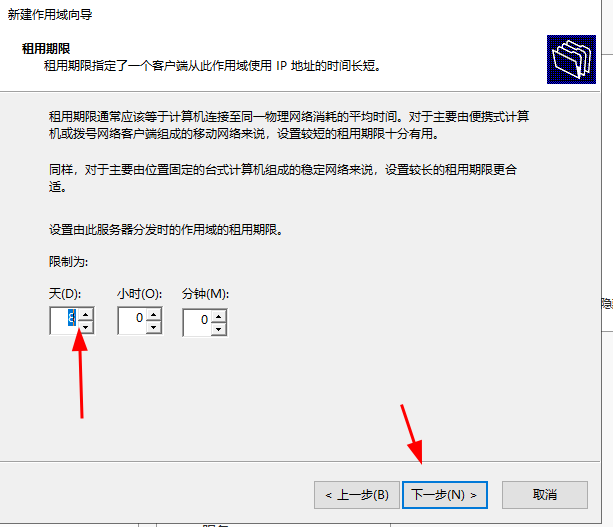 新建作用域向导
租用期限
租用期限指定了一个客户端从此作用域使用 IP 地址的时间长短。
租用期限通常应该等于计算机连接至同一物理网络消耗的平均时间。对于主要由便携式计算
机或拨号网络客户端组成的移动网络来说，设置较短的租用期限十分有用。
同样，对于主要由位置固定的台式计算机组成的稳定网络来说，设置较长的租用期限更合
适。
设置由此服务器分发时的作用域的租用期限。
限制为:
天(D): 小时(O): 分钟(M):
0 0
< 上一步(B) 下一步(N) > 取消